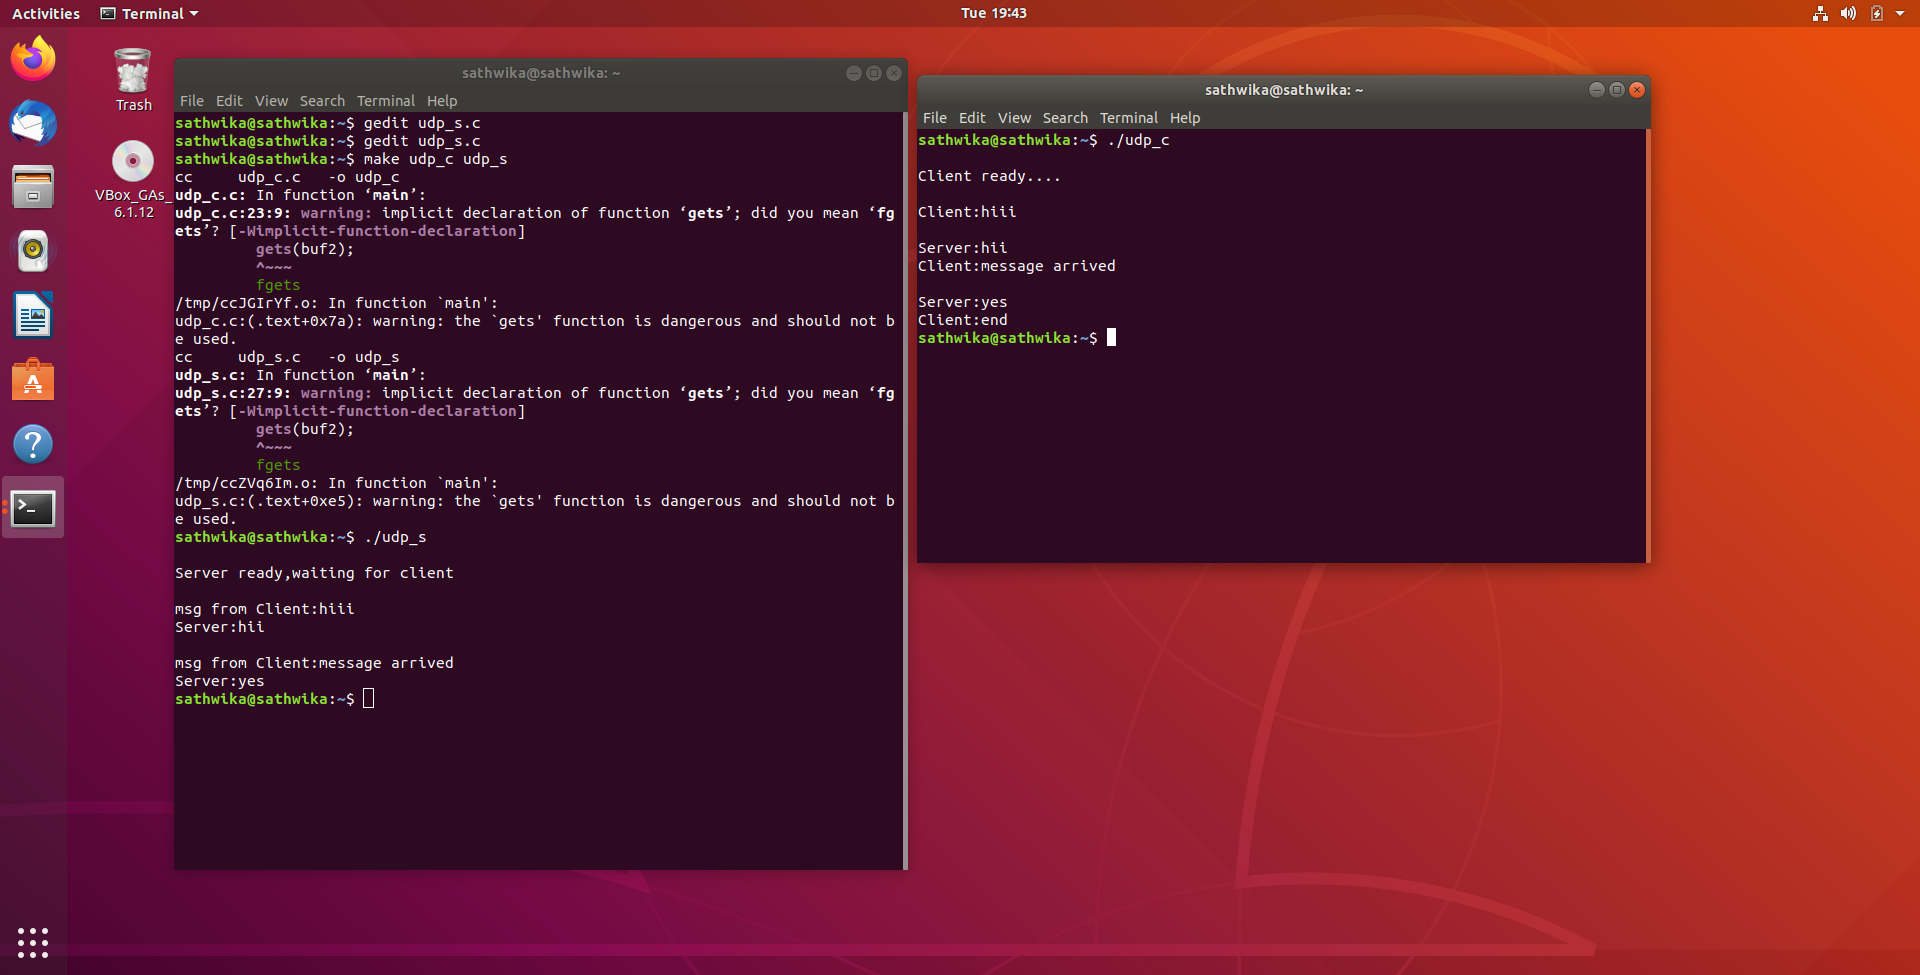 Activities Terminal Tue 19:43
Trash
VBox_GAs_
6.1.12
sathwika@sathwika: ~
File Edit View Search Terminal Help
sathwika@sathwika:~$ gedit udp_s.c
sathwika@sathwika:~$ gedit udp_s.c
sathwika@sathwika:~$ make udp_c udp_s
cc     udp_c.c   -o udp_c
udp_c.c: In function ‘main’:
udp_c.c:23:9: warning: implicit declaration of function ‘gets’; did you mean ‘fg
ets’? [-Wimplicit-function-declaration]
         gets(buf2);
         ^~~~
         fgets
/tmp/ccJGIrYf.o: In function `main':
udp_c.c:(.text+0x7a): warning: the `gets' function is dangerous and should not b
e used.
cc     udp_s.c   -o udp_s
udp_s.c: In function ‘main’:
udp_s.c:27:9: warning: implicit declaration of function ‘gets’; did you mean ‘fg
ets’? [-Wimplicit-function-declaration]
         gets(buf2);
         ^~~~
         fgets
/tmp/ccZVq6Im.o: In function `main':
udp_s.c:(.text+0xe5): warning: the `gets' function is dangerous and should not b
e used.
sathwika@sathwika:~$ ./udp_s
Server ready,waiting for client
msg from Client:hiii
Server:hii
msg from Client:message arrived
Server:yes
sathwika@sathwika:~$
sathwika@sathwika: ~
File Edit View Search Terminal Help
sathwika@sathwika:~$ ./udp_c
Client ready....
Client:hiii
Server:hii
Client:message arrived
Server:yes
Client:end
sathwika@sathwika:~$